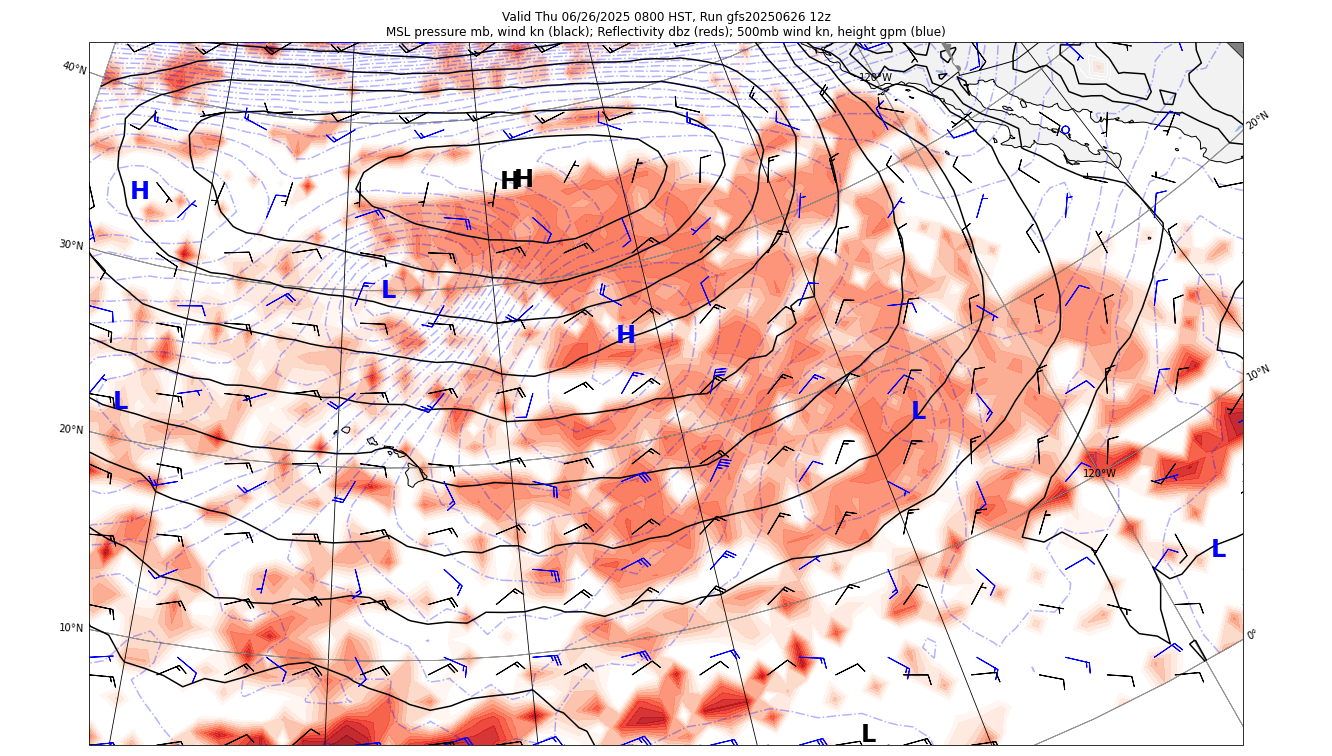 Valid Thu 06/26/2025 0800 HST, Run gfs20250626 12z
MSL pressure mb, wind kn (black); Reflectivity dbz (reds); 500mb wind kn, height gpm (blue)
40°N
120°W
20°N
H
H H
30°N
L
H
10°N
L
L
20°N
120°W
L
10°N
0°
L